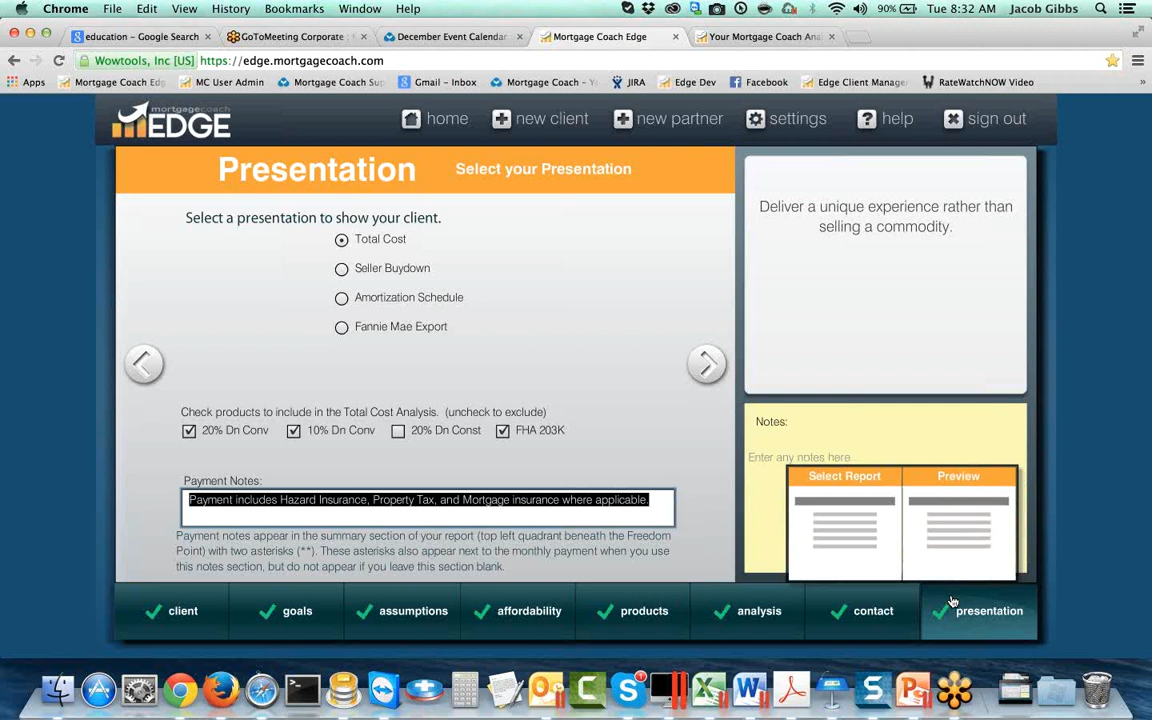 Chrome File Edit View History Bookmarks Window Help 90% Tue 8:32 AM Jacob Gibbs
education – Google Search GoToMeeting Corporate : December Event Calendar Mortgage Coach Edge Your Mortgage Coach Ana
Wowtools, Inc [US] https://edge.mortgagecoach.com
Apps Mortgage Coach Edg MC User Admin Mortgage Coach Sup Gmail – Inbox Mortgage Coach – Yo JIRA Edge Dev Facebook Edge Client Manager RateWatchNOW Video »
mortgagecoach
EDGE
home new client new partner settings ? help sign out
Presentation Select your Presentation
Deliver a unique experience rather than
selling a commodity.
Select a presentation to show your client.
Total Cost
Seller Buydown
Amortization Schedule
Fannie Mae Export
Check products to include in the Total Cost Analysis. (uncheck to exclude)
20% Dn Conv 10% Dn Conv 20% Dn Const FHA 203K
Notes:
Enter any notes here...
Select Report Preview
Payment Notes:
Payment includes Hazard Insurance, Property Tax, and Mortgage insurance where applicable.
Payment notes appear in the summary section of your report (top left quadrant beneath the Freedom
Point) with two asterisks (**). These asterisks also appear next to the monthly payment when you use
this notes section, but do not appear if you leave this section blank.
client goals assumptions affordability products analysis contact presentation